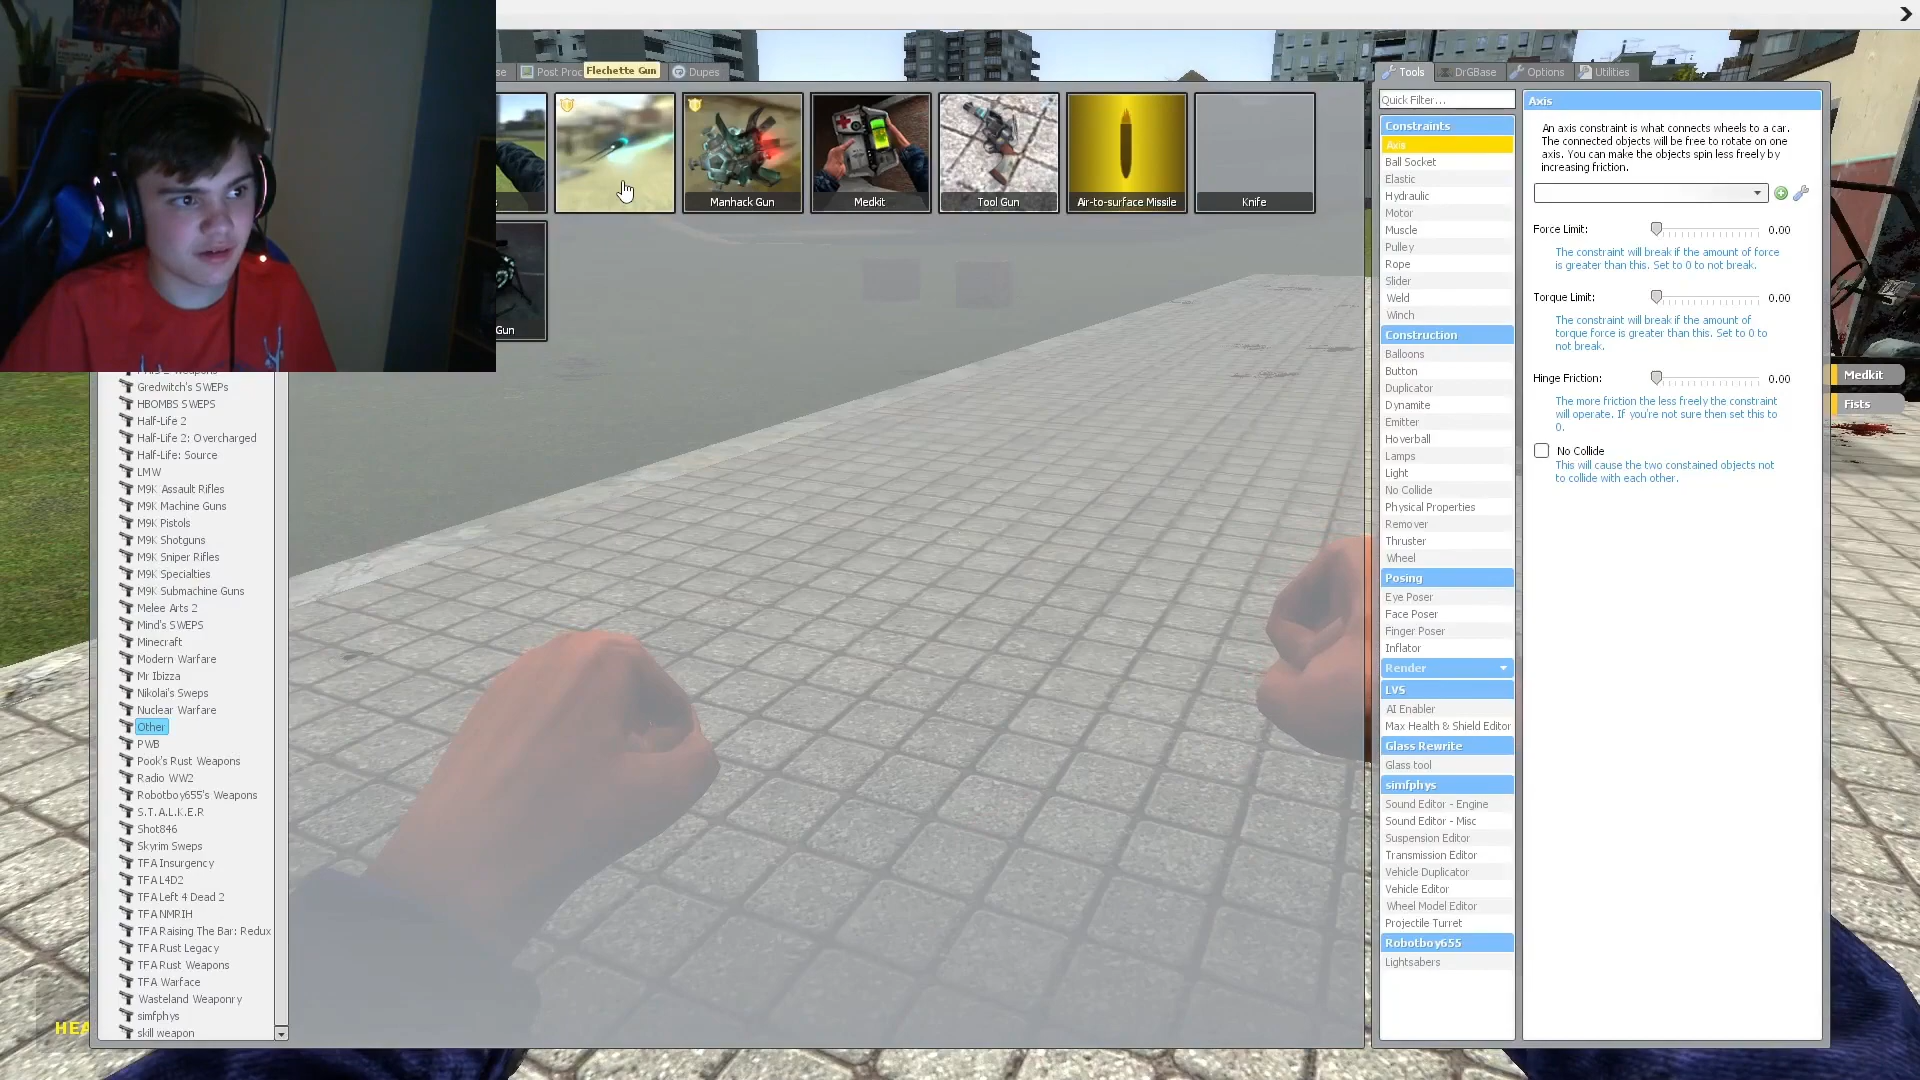 Post Proc
Flechette Gun
Dupes
Tools
DrGBase
Options
Utilities
Manhack Gun
Medkit
Tool Gun
Air-to-surface Missile
Knife
Gun
Gredwitch's SWEPs
HBOMBS SWEPS
Half-Life 2
Half-Life 2: Overcharged
Half-Life: Source
LMW
M9K Assault Rifles
M9K Machine Guns
M9K Pistols
M9K Shotguns
M9K Sniper Rifles
M9K Specialties
M9K Submachine Guns
Melee Arts 2
Mind's SWEPS
Minecraft
Modern Warfare
Mr Ibizza
Nikolai's Sweps
Nuclear Warfare
Other
PWB
Pook's Rust Weapons
Radio WW2
Robotboy655's Weapons
S.T.A.L.K.E.R
Shot846
Skyrim Sweps
TFA Insurgency
TFA L4D2
TFA Left 4 Dead 2
TFA NMRIH
TFA Raising The Bar: Redux
TFA Rust Legacy
TFA Rust Weapons
TFA Warface
Wasteland Weaponry
simfphys
skill weapon
HEA
Quick Filter...
Constraints
Axis
Ball Socket
Elastic
Hydraulic
Motor
Muscle
Pulley
Rope
Slider
Weld
Winch
Construction
Balloons
Button
Duplicator
Dynamite
Emitter
Hoverball
Lamps
Light
No Collide
Physical Properties
Remover
Thruster
Wheel
Posing
Eye Poser
Face Poser
Finger Poser
Inflator
Render
LVS
AI Enabler
Max Health & Shield Editor
Glass Rewrite
Glass tool
simfphys
Sound Editor - Engine
Sound Editor - Misc
Suspension Editor
Transmission Editor
Vehicle Duplicator
Vehicle Editor
Wheel Model Editor
Projectile Turret
Robotboy655
Lightsabers
Axis
An axis constraint is what connects wheels to a car.
The connected objects will be free to rotate on one
axis. You can make the objects spin less freely by
increasing friction.
Force Limit: 0.00
The constraint will break if the amount of force
is greater than this. Set to 0 to not break.
Torque Limit: 0.00
The constraint will break if the amount of
torque force is greater than this. Set to 0 to
not break.
Hinge Friction: 0.00
The more friction the less freely the constraint
will operate. If you're not sure then set this to
0.
No Collide
This will cause the two constained objects not
to collide with each other.
Medkit
Fists